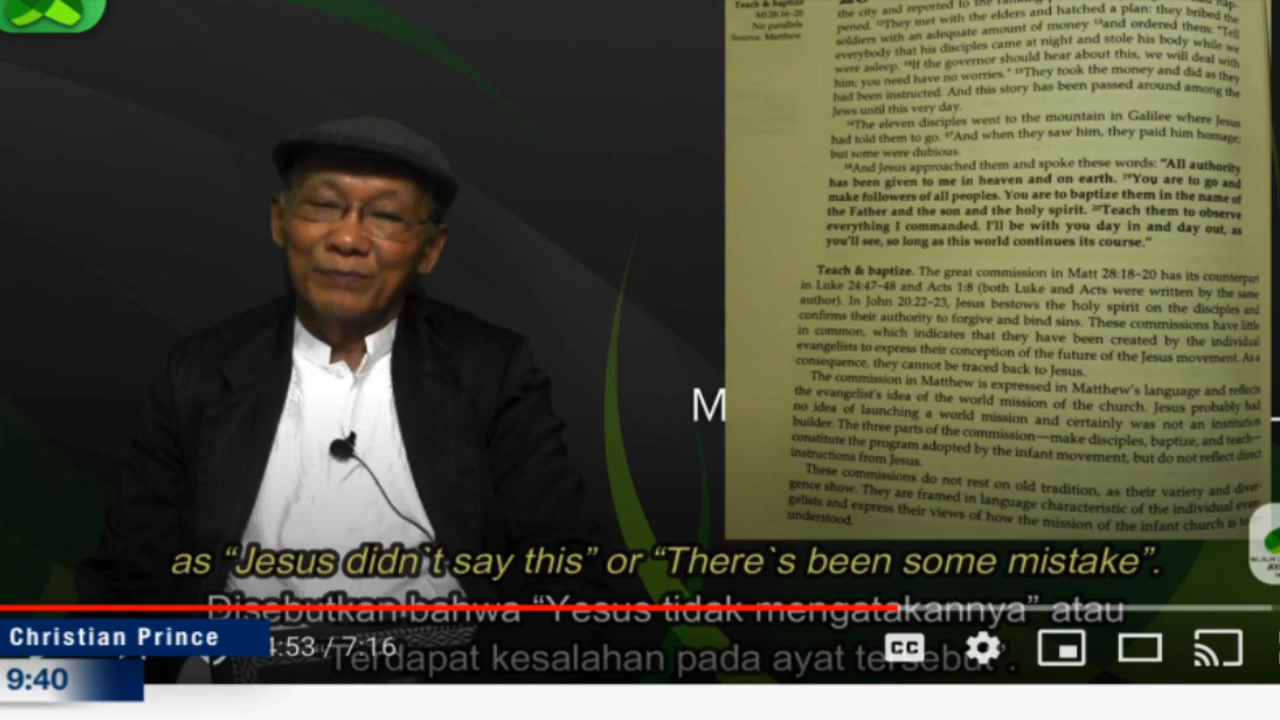 Teach & baptize
Mt28:16–20
No parallels
Source: Matthew
the city and reported to the
pened. ¹²They met with the elders and hatched a plan; they bribed the
soldiers with an adequate amount of money ¹³and ordered them: "Tell
everybody that his disciples came at night and stole his body while we
were asleep. ¹⁴If the governor should hear about this, we will deal with
him; you need have no worries." ¹⁵They took the money and did as they
had been instructed. And this story has been passed around among the
Jews until this very day.
¹⁶The eleven disciples went to the mountain in Galilee where Jesus
had told them to go. ¹⁷And when they saw him, they paid him homage;
but some were dubious.
¹⁸And Jesus approached them and spoke these words: "All authority
has been given to me in heaven and on earth. ¹⁹You are to go and
make followers of all peoples. You are to baptize them in the name of
the Father and the son and the holy spirit. ²⁰Teach them to observe
everything I commanded. I'll be with you day in and day out, as
you'll see, so long as this world continues its course."
Teach & baptize. The great commission in Matt 28:18–20 has its counterpart
in Luke 24:47–48 and Acts 1:8 (both Luke and Acts were written by the same
author). In John 20:22–23, Jesus bestows the holy spirit on the disciples and
confirms their authority to forgive and bind sins. These commissions have little
in common, which indicates that they have been created by the individual
evangelists to express their conception of the future of the Jesus movement. As a
consequence, they cannot be traced back to Jesus.
The commission in Matthew is expressed in Matthew's language and reflects
the evangelist's idea of the world mission of the church. Jesus probably had
no idea of launching a world mission and certainly was not an institution
builder. The three parts of the commission—make disciples, baptize, and teach—
constitute the program adopted by the infant movement, but do not reflect direct
instructions from Jesus.
These commissions do not rest on old tradition, as their variety and diver-
gence show. They are framed in language characteristic of the individual evan-
gelists and express their views of how the mission of the infant church is to
understood.
M
as “Jesus didn`t say this” or “There`s been some mistake”.
Disebutkan bahwa “Yesus tidak mengatakannya” atau
Terdapat kesalahan pada ayat tersebut”.
Christian Prince
4:53 / 7:16
CC
9:40